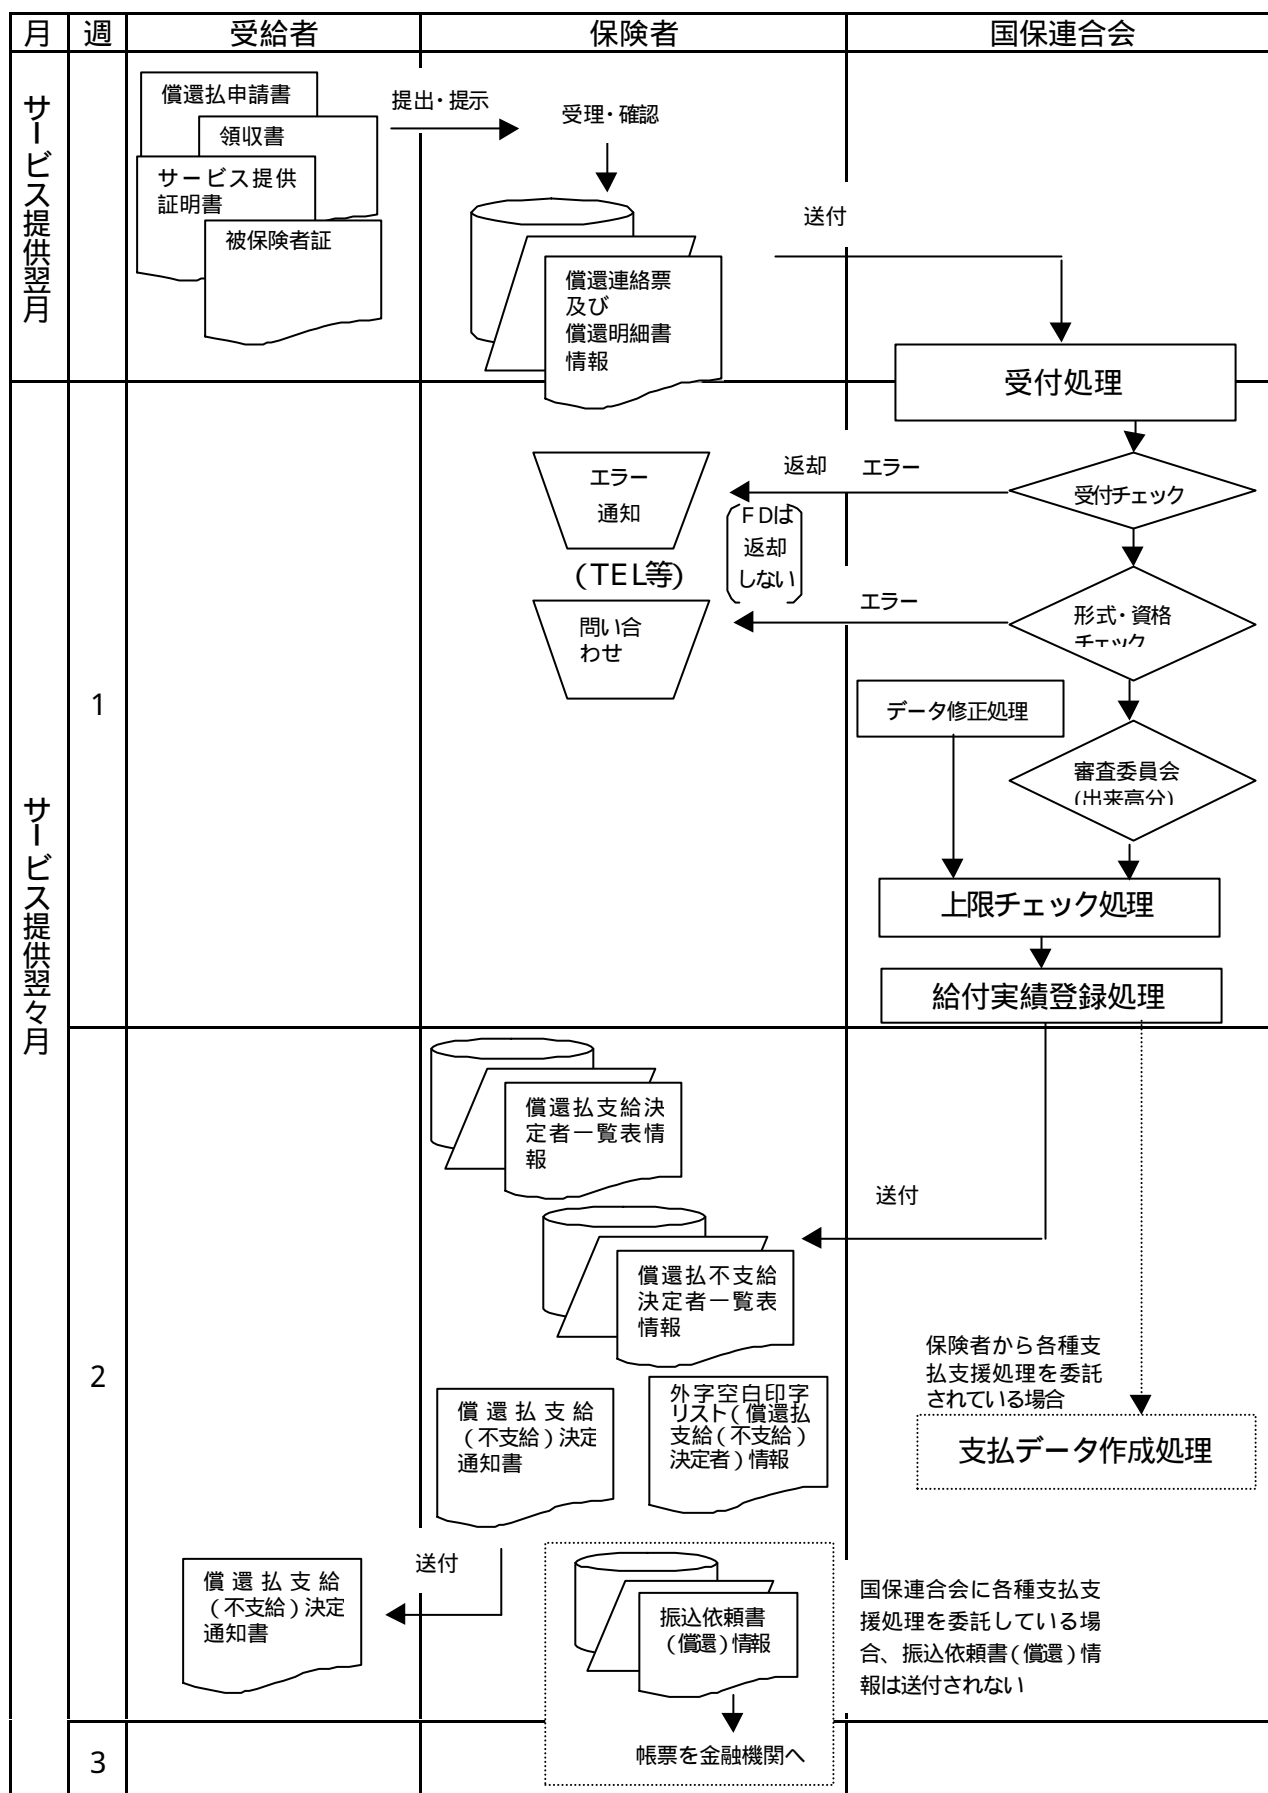 月
週
受給者
保険者
国保連合会
サービス提供翌月
償還払申請書
領収書
サービス提供
証明書
被保険者証
提出・提示
受理・確認
償還連絡票
及び
償還明細書
情報
送付
受付処理
サービス提供翌々月
1
受付チェック
エラー
返却
エラー
通知
(TEL等)
FDは
返却
しない
形式・資格
チェック
エラー
問い合
わせ
データ修正処理
審査委員会
(出来高分)
上限チェック処理
給付実績登録処理
2
償還払支給決
定者一覧表情
報
送付
償還払不支給
決定者一覧表
情報
償還払支給
(不支給)決定
通知書
外字空白印字
リスト(償還払
支給(不支給)
決定者)情報
保険者から各種支
払支援処理を委託
されている場合
支払データ作成処理
送付
償還払支給
(不支給)決定
通知書
振込依頼書
(償還)情報
国保連合会に各種支払支
援処理を委託している場
合、振込依頼書(償還)情
報は送付されない
3
帳票を金融機関へ